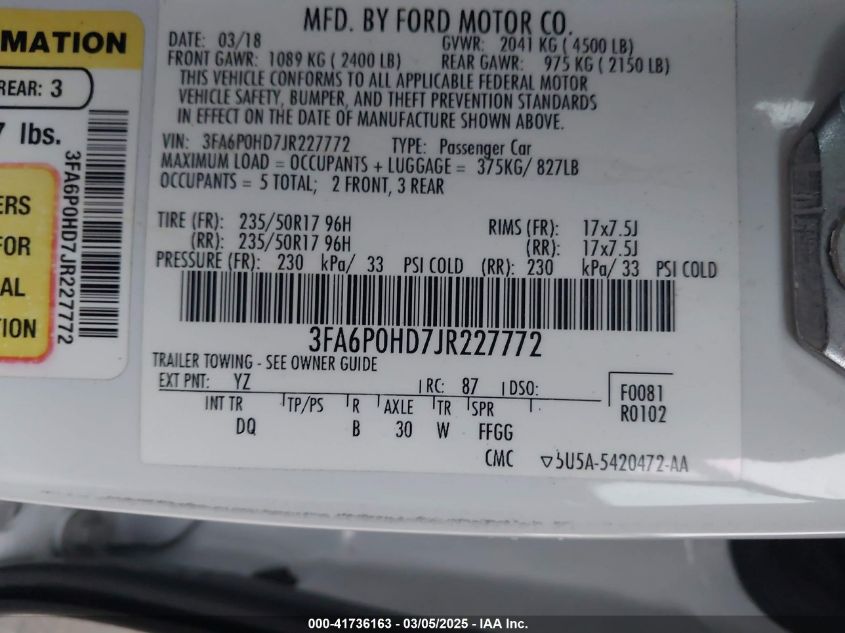 MATION
REAR: 3
7 lbs.
ERS
FOR
AL
TION
3FA6P0HD7JR227772
MFD. BY FORD MOTOR CO.
DATE: 03/18 GVWR: 2041 KG ( 4500 LB)
FRONT GAWR: 1089 KG ( 2400 LB) REAR GAWR: 975 KG ( 2150 LB)
THIS VEHICLE CONFORMS TO ALL APPLICABLE FEDERAL MOTOR
VEHICLE SAFETY, BUMPER, AND THEFT PREVENTION STANDARDS
IN EFFECT ON THE DATE OF MANUFACTURE SHOWN ABOVE.
VIN: 3FA6P0HD7JR227772 TYPE: Passenger Car
MAXIMUM LOAD = OCCUPANTS + LUGGAGE = 375KG/ 827LB
OCCUPANTS = 5 TOTAL; 2 FRONT, 3 REAR
TIRE (FR): 235/50R17 96H RIMS (FR): 17x7.5J
(RR): 235/50R17 96H (RR): 17x7.5J
PRESSURE (FR): 230 kPa/ 33 PSI COLD (RR): 230 kPa/ 33 PSI COLD
3FA6P0HD7JR227772
TRAILER TOWING - SEE OWNER GUIDE
EXT PNT: YZ RC: 87 DSO: F0081
INT TR TP/PS R AXLE TR SPR R0102
DQ B 30 W FFGG
CMC ▽5U5A-5420472-AA
000-41736163 - 03/05/2025 - IAA Inc.